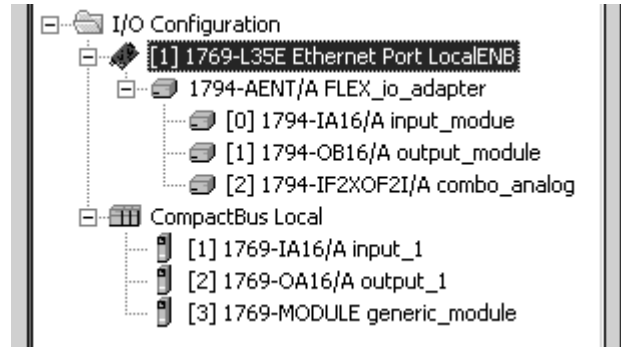 I/O Configuration
[1] 1769-L35E Ethernet Port LocalENB
1794-AENT/A FLEX_io_adapter
[0] 1794-IA16/A input_modue
[1] 1794-OB16/A output_module
[2] 1794-IF2XOF2I/A combo_analog
CompactBus Local
[1] 1769-IA16/A input_1
[2] 1769-OA16/A output_1
[3] 1769-MODULE generic_module